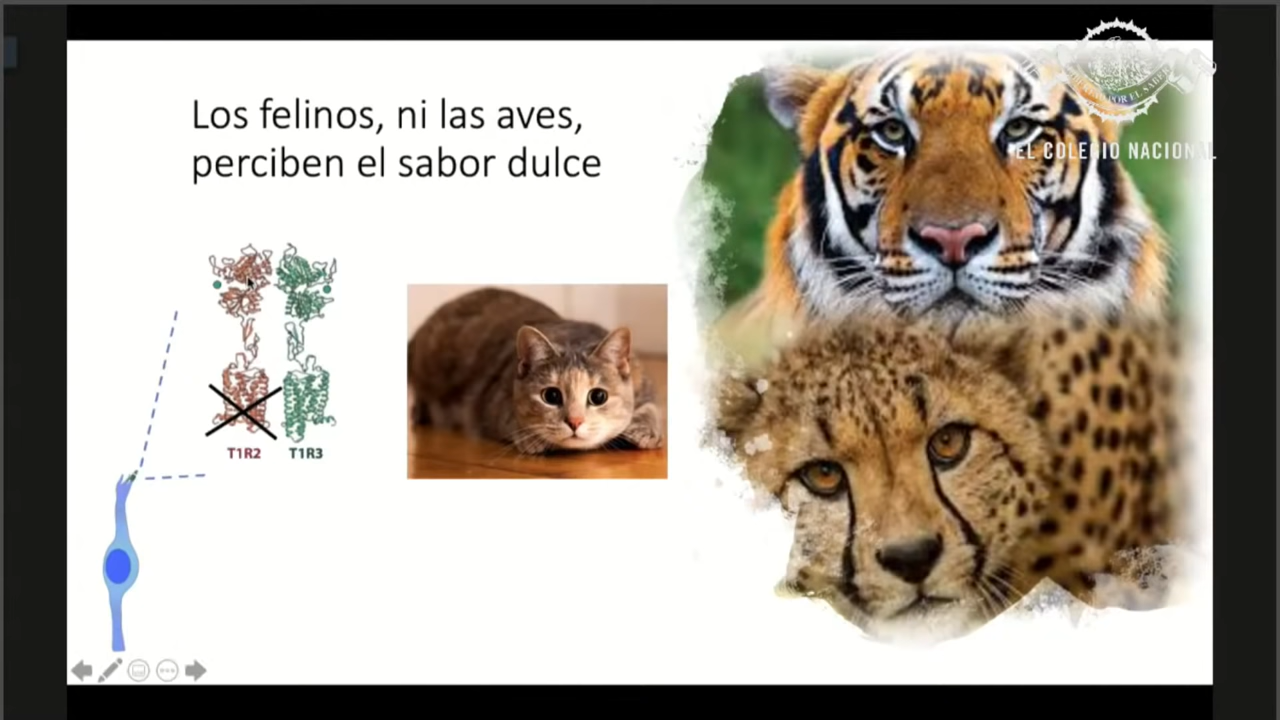 Los felinos, ni las aves,
perciben el sabor dulce
EL COLEGIO NACIONAL
T1R2 T1R3